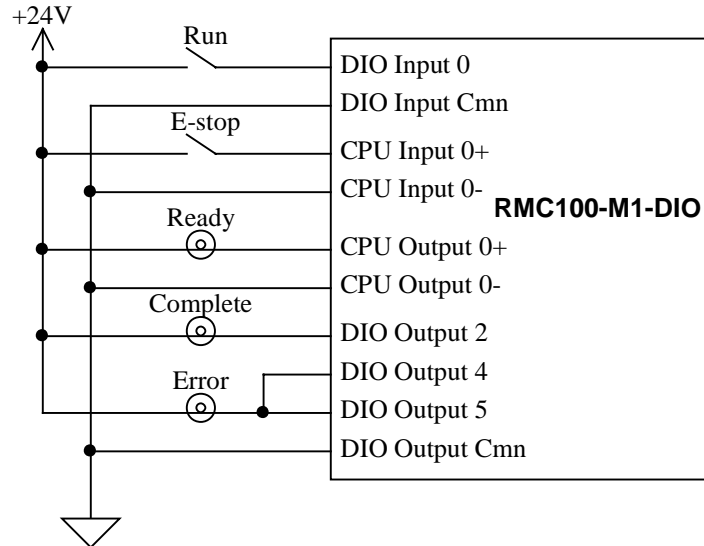 +24V
Run
DIO Input 0
DIO Input Cmn
E-stop
CPU Input 0+
CPU Input 0-
RMC100-M1-DIO
Ready
CPU Output 0+
CPU Output 0-
Complete
DIO Output 2
DIO Output 4
Error
DIO Output 5
DIO Output Cmn